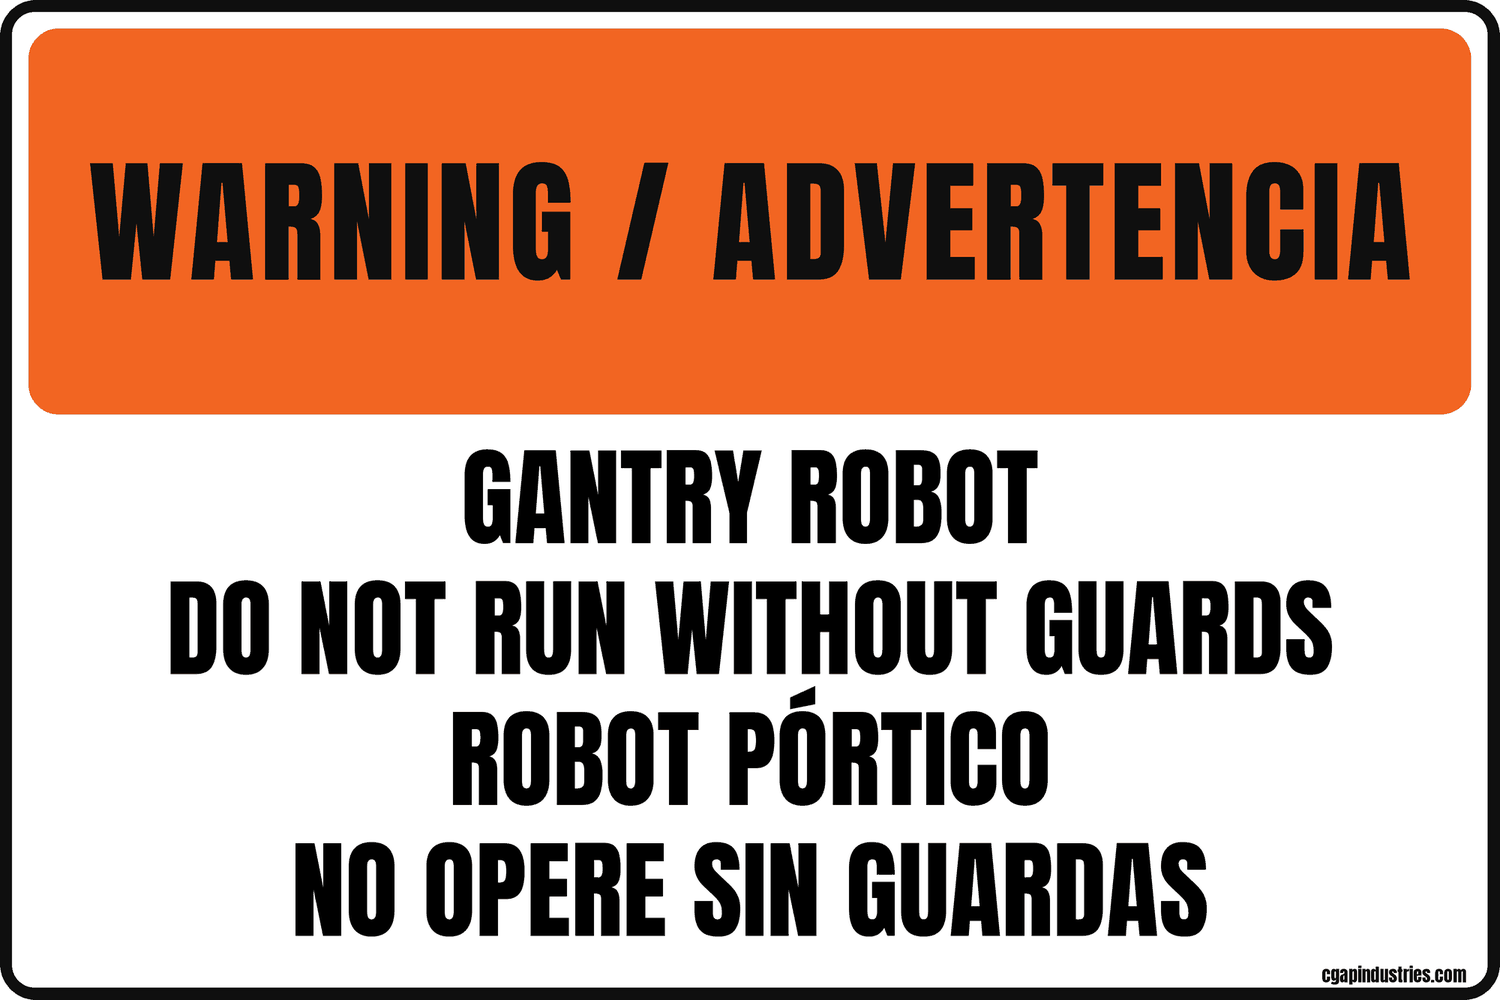 WARNING / ADVERTENCIA
GANTRY ROBOT
DO NOT RUN WITHOUT GUARDS
ROBOT PÓRTICO
NO OPERE SIN GUARDAS
cgapindustries.com